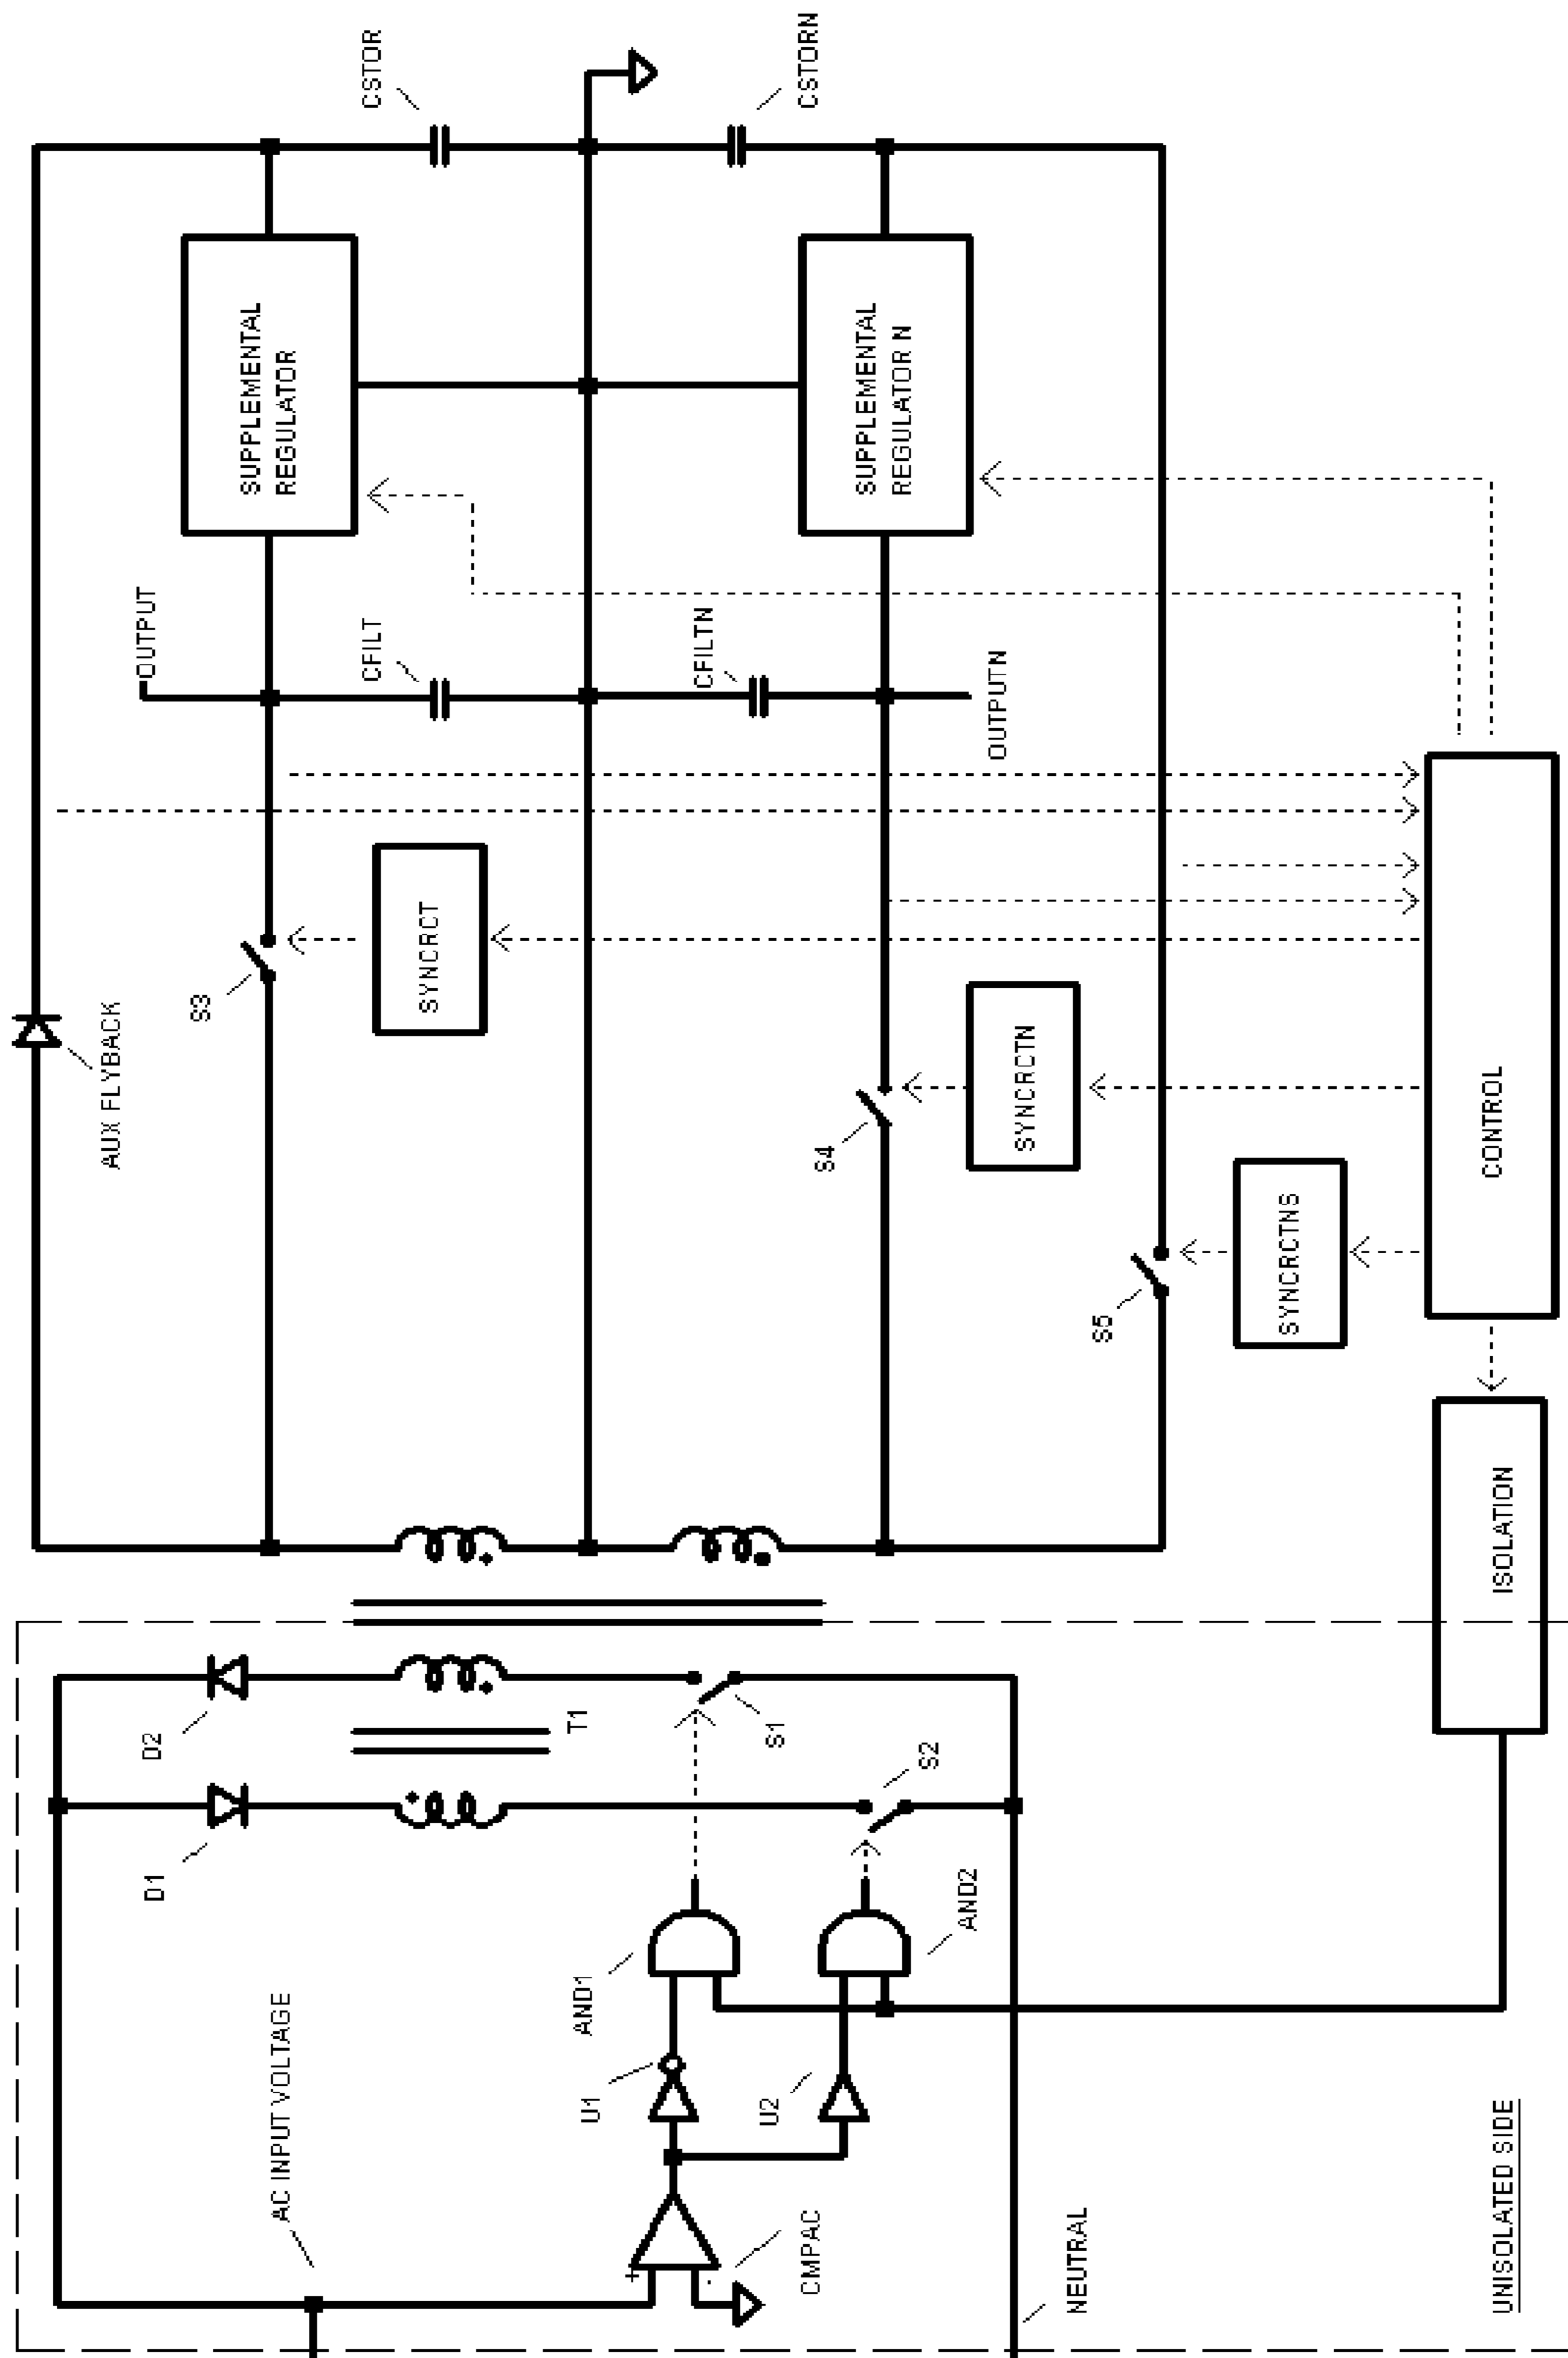 AC INPUT VOLTAGE
D1
D2
T1
AUX FLYBACK
S3
OUTPUT
SUPPLEMENTAL
REGULATOR
CSTOR
CFILT
SYNCRCT
AND1
U1
+
-
CMPAC
U2
AND2
S1
S2
S4
SYNCRCTN
CFILTN
OUTPUTN
SUPPLEMENTAL
REGULATOR N
CSTORN
NEUTRAL
S5
SYNCRCTNS
CONTROL
ISOLATION
UNISOLATED SIDE